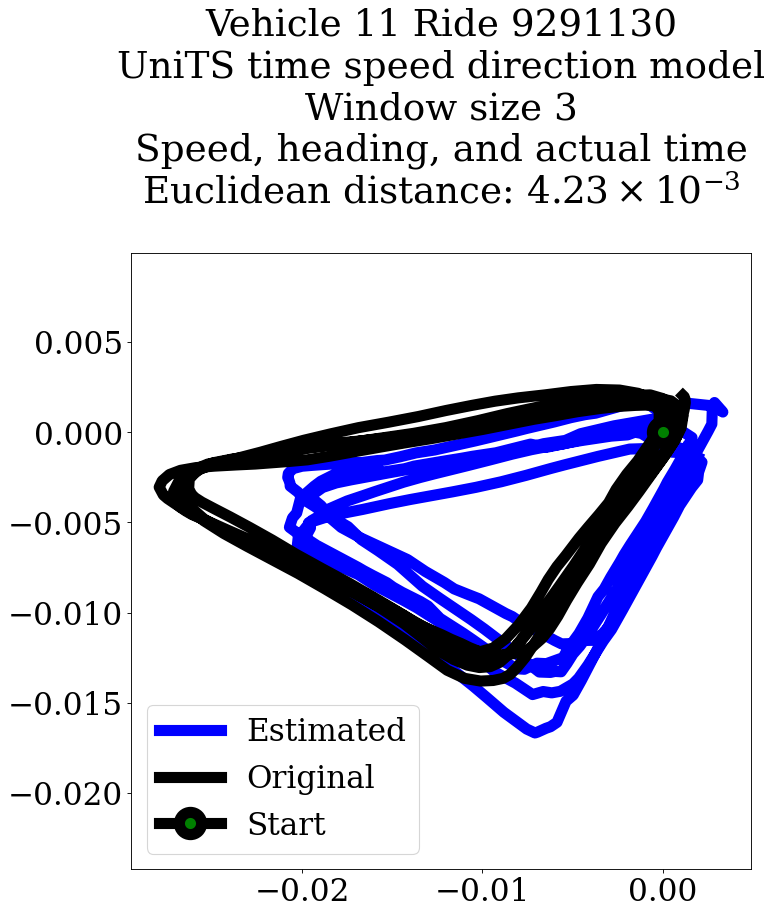 Vehicle 11 Ride 9291130
UniTS time speed direction model
Window size 3
Speed, heading, and actual time
Euclidean distance: 4.23 × 10⁻³
0.005
0.000
−0.005
−0.010
−0.015
−0.020
Estimated
Original
Start
−0.02
−0.01
0.00